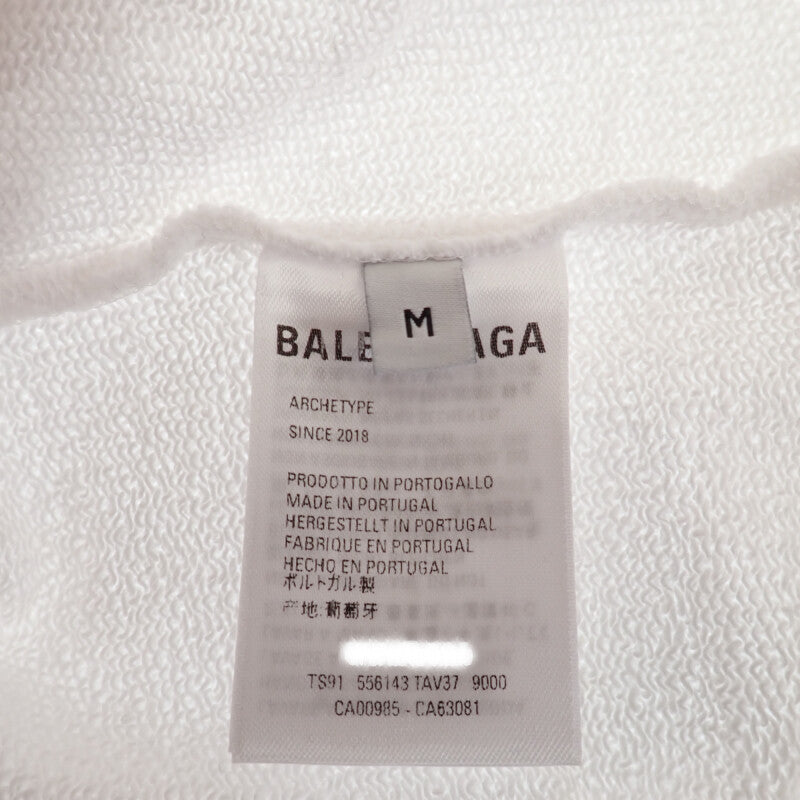 M
BALE AGA
ARCHETYPE
SINCE 2018
PRODOTTO IN PORTOGALLO
MADE IN PORTUGAL
HERGESTELLT IN PORTUGAL
FABRIQUE EN PORTUGAL
HECHO EN PORTUGAL
ポルトガル製
产地:葡萄牙
TS91 556143 TAV37 9000
CA00985 - CA63081